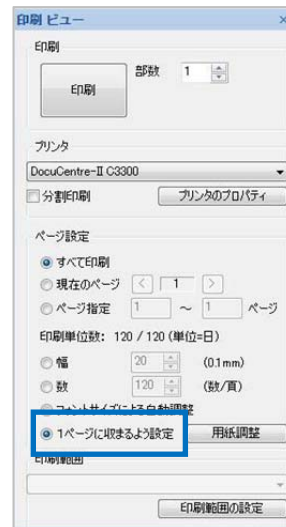 印刷 ビュー ×
印刷
印刷 部数 1
プリンタ
DocuCentre-II C3300
分割印刷 プリンタのプロパティ
ページ設定
すべて印刷
現在のページ < 1 >
ページ指定 1 ～ 1 ページ
印刷単位数: 120 / 120 (単位=日)
幅 20 (0.1mm)
数 120 (数/頁)
フォントサイズによる自動調整
1ページに収まるよう設定 用紙調整
印刷範囲
印刷範囲の設定